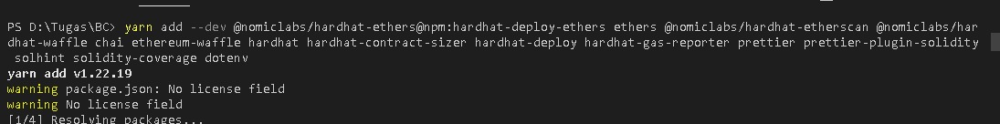 PS D:\Tugas\BC> yarn add --dev @nomiclabs/hardhat-ethers@npm:hardhat-deploy-ethers ethers @nomiclabs/hardhat-etherscan @nomiclabs/har
dhat-waffle chai ethereum-waffle hardhat hardhat-contract-sizer hardhat-deploy hardhat-gas-reporter prettier prettier-plugin-solidity
 solhint solidity-coverage dotenv
yarn add v1.22.19
warning package.json: No license field
warning No license field
[1/4] Resolving packages...